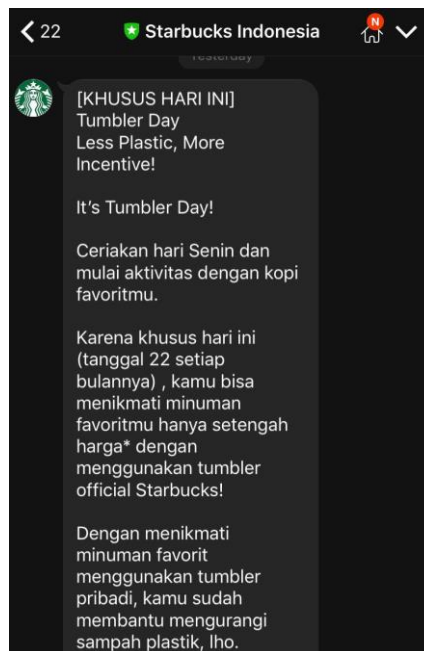 22
Starbucks Indonesia
N
Yesterday
[KHUSUS HARI INI]
Tumbler Day
Less Plastic, More
Incentive!
It's Tumbler Day!
Ceriakan hari Senin dan
mulai aktivitas dengan kopi
favoritmu.
Karena khusus hari ini
(tanggal 22 setiap
bulannya) , kamu bisa
menikmati minuman
favoritmu hanya setengah
harga* dengan
menggunakan tumbler
official Starbucks!
Dengan menikmati
minuman favorit
menggunakan tumbler
pribadi, kamu sudah
membantu mengurangi
sampah plastik, lho.